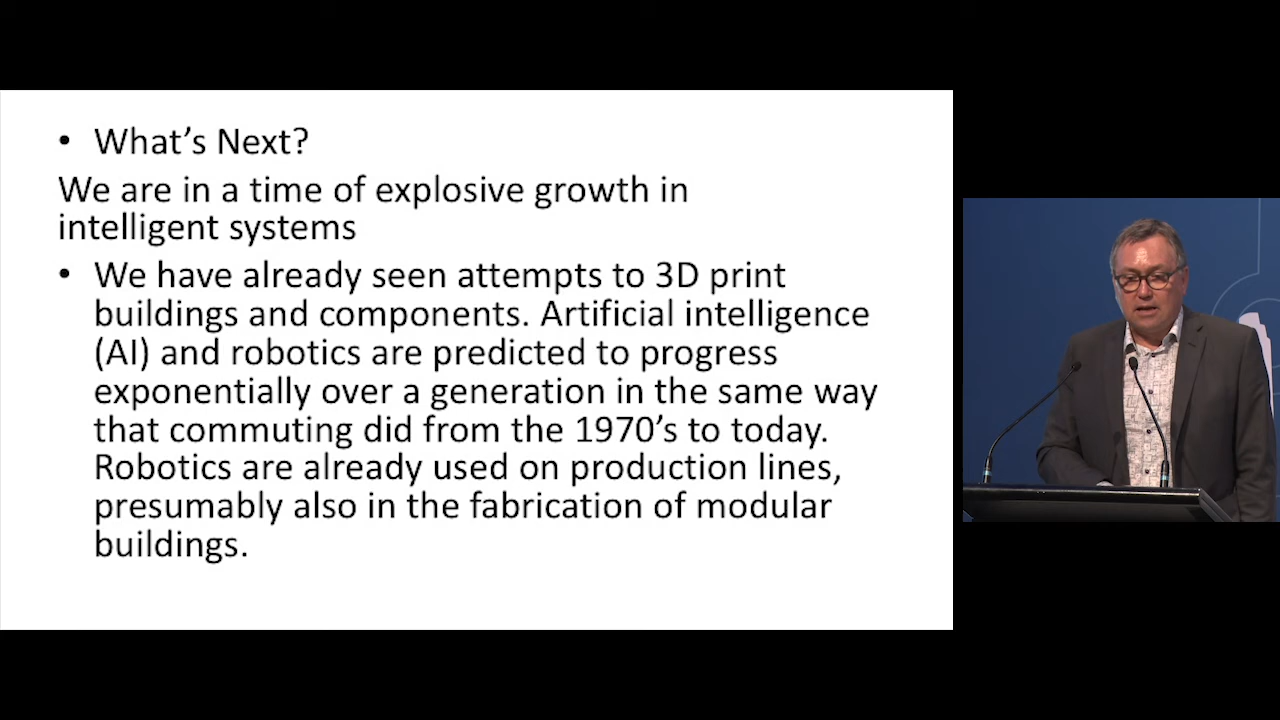 • What's Next?
We are in a time of explosive growth in
intelligent systems
• We have already seen attempts to 3D print
buildings and components. Artificial intelligence
(AI) and robotics are predicted to progress
exponentially over a generation in the same way
that commuting did from the 1970's to today.
Robotics are already used on production lines,
presumably also in the fabrication of modular
buildings.